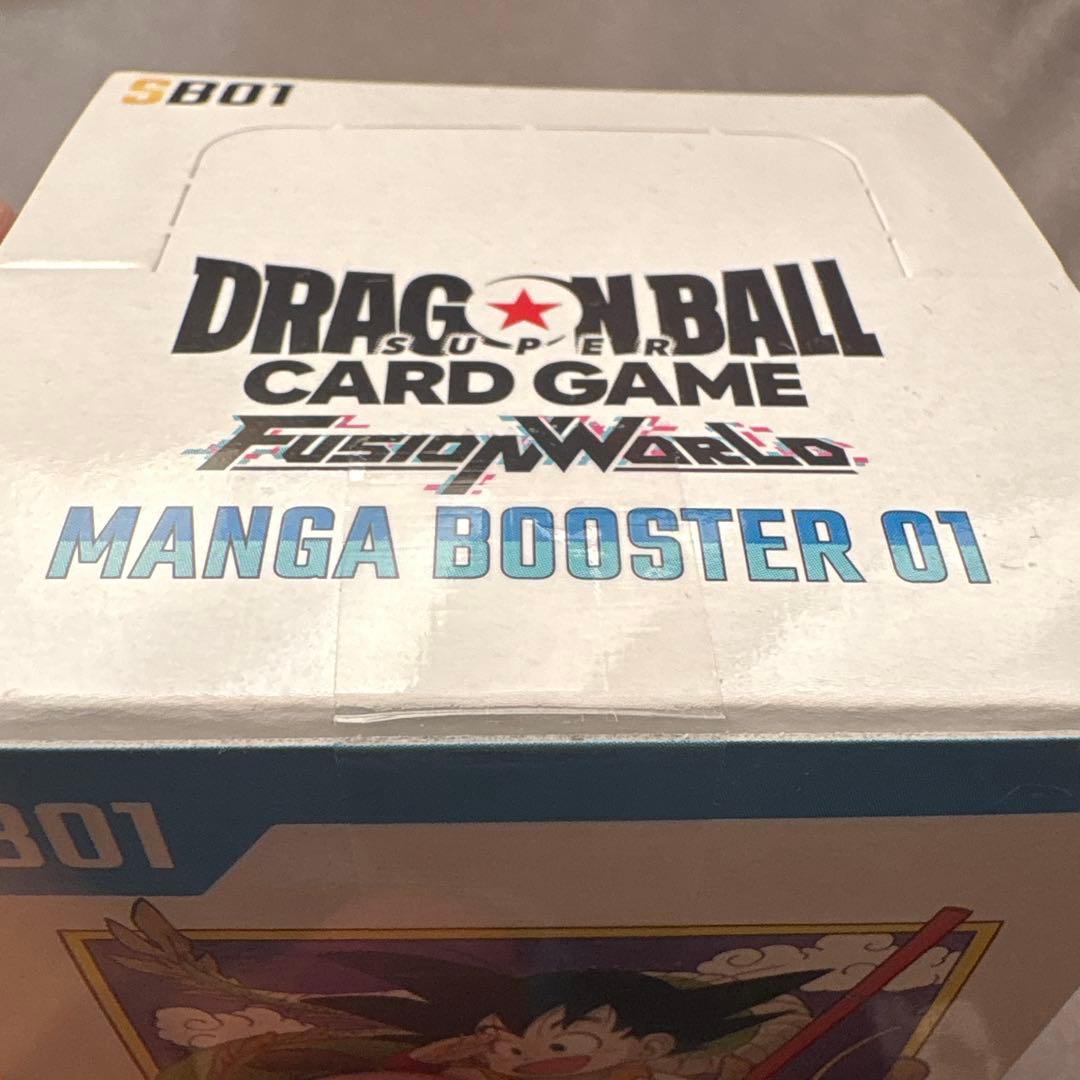 SB01
DRAGON BALL
SUPER
CARD GAME
FUSION WORLD
MANGA BOOSTER 01
B01